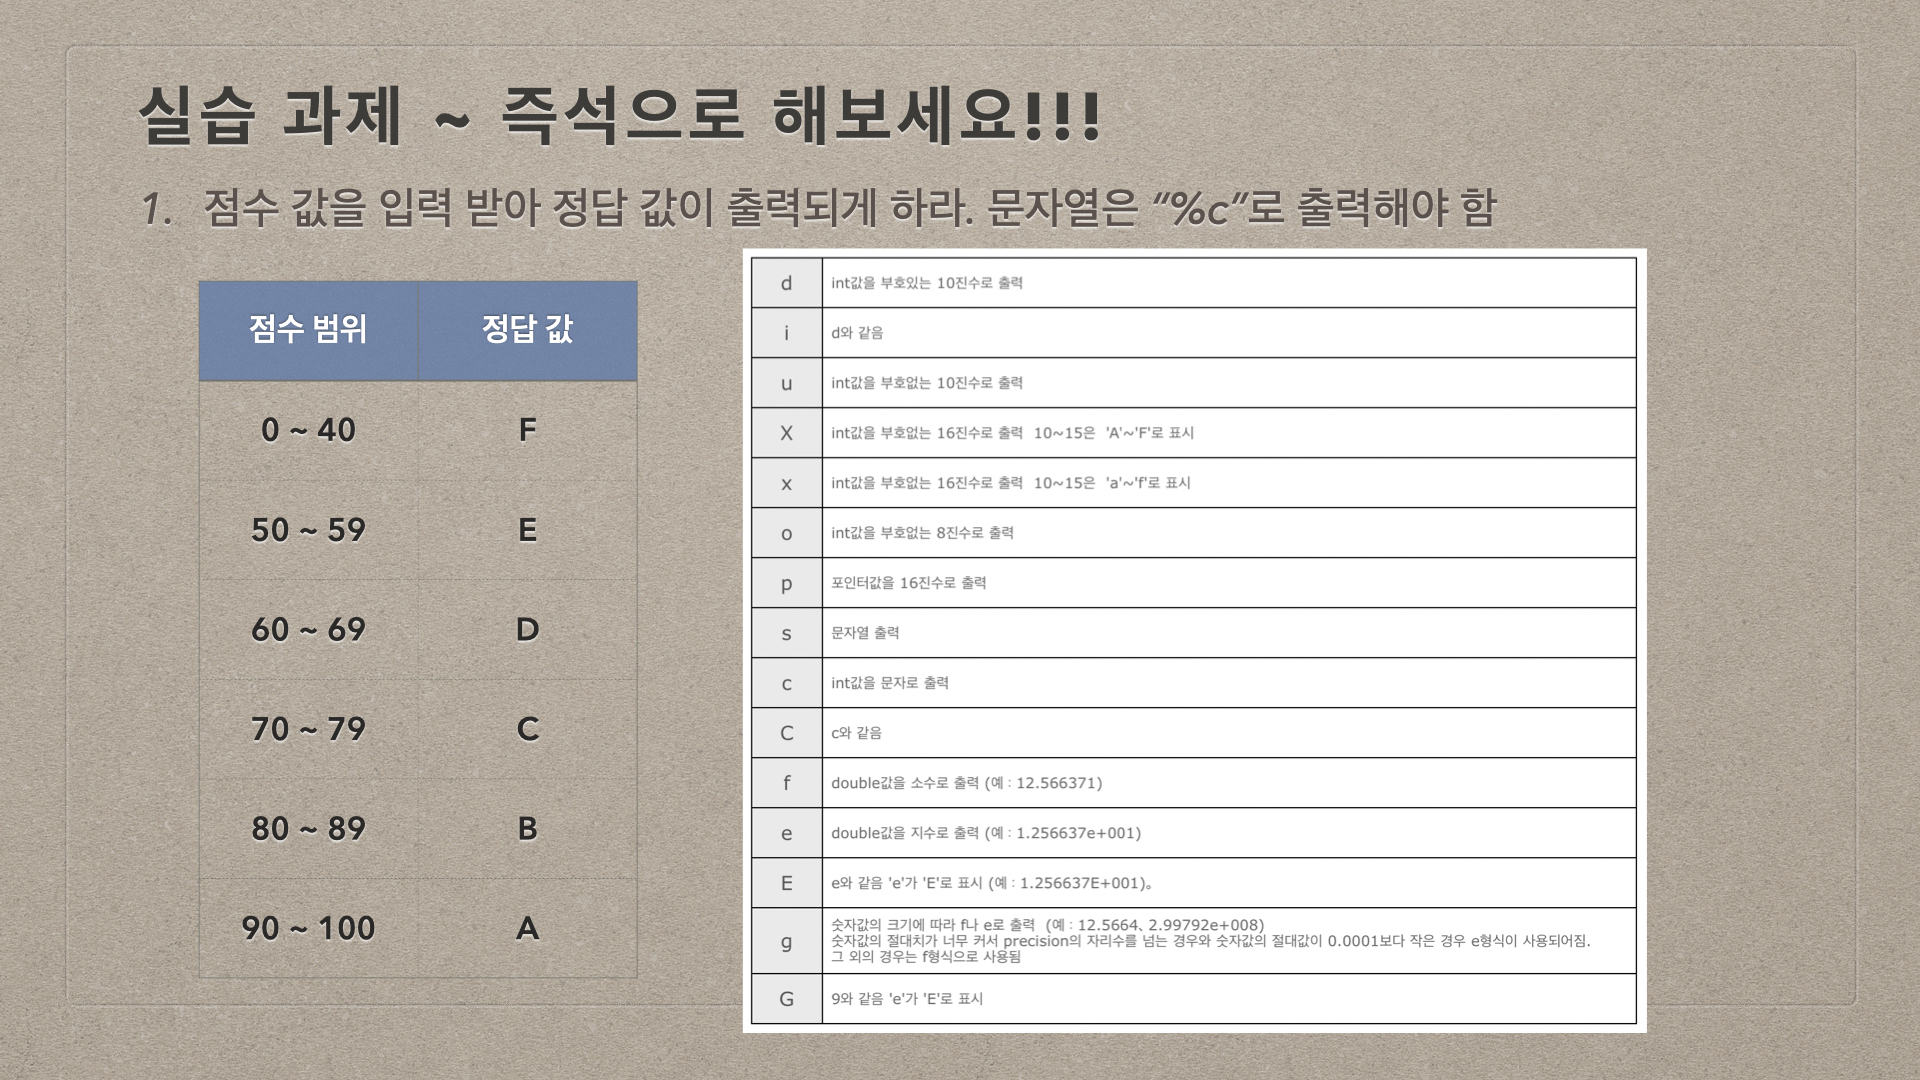 실습 과제 ~ 즉석으로 해보세요!!!
1. 점수 값을 입력 받아 정답 값이 출력되게 하라. 문자열은 “%c”로 출력해야 함
점수 범위 정답 값
0 ~ 40 F
50 ~ 59 E
60 ~ 69 D
70 ~ 79 C
80 ~ 89 B
90 ~ 100 A
d int값을 부호있는 10진수로 출력
i d와 같음
u int값을 부호없는 10진수로 출력
X int값을 부호없는 16진수로 출력 10~15은 'A'~'F'로 표시
x int값을 부호없는 16진수로 출력 10~15은 'a'~'f'로 표시
o int값을 부호없는 8진수로 출력
p 포인터값을 16진수로 출력
s 문자열 출력
c int값을 문자로 출력
C c와 같음
f double값을 소수로 출력 (예 : 12.566371)
e double값을 지수로 출력 (예 : 1.256637e+001)
E e와 같음 'e'가 'E'로 표시 (예 : 1.256637E+001)。
g 숫자값의 크기에 따라 f나 e로 출력 (예 : 12.5664、2.99792e+008)
숫자값의 절대치가 너무 커서 precision의 자리수를 넘는 경우와 숫자값의 절대값이 0.0001보다 작은 경우 e형식이 사용되어짐.
그 외의 경우는 f형식으로 사용됨
G 9와 같음 'e'가 'E'로 표시